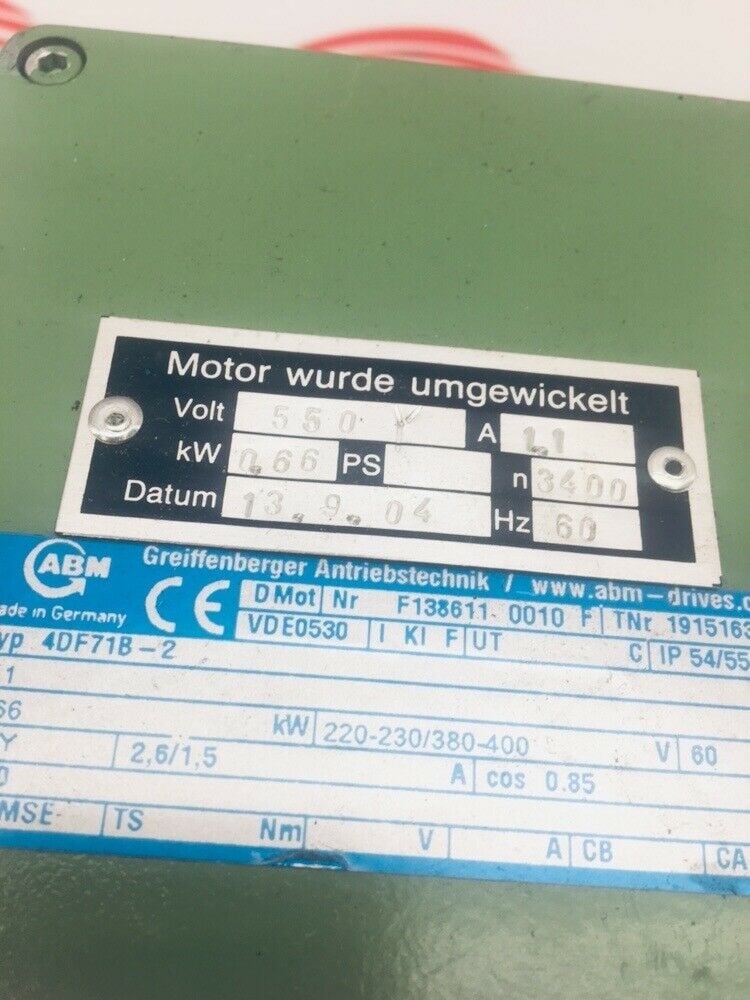 Motor wurde umgewickelt
Volt 550 Y A 1,1
kW 0,66 PS n 3400
Datum 13.9.04 Hz 60
ABM Greiffenberger Antriebstechnik / www.abm-drives.c
ade in Germany CE D Mot Nr F138611 0010 F TNr 1915163
VDE0530 I Kl F UT C IP 54/55
yp 4DF71B-2
1
66 kW 220-230/380-400 V 60
Y 2,6/1,5 A cos 0.85
0
MSE TS Nm V A CB CA